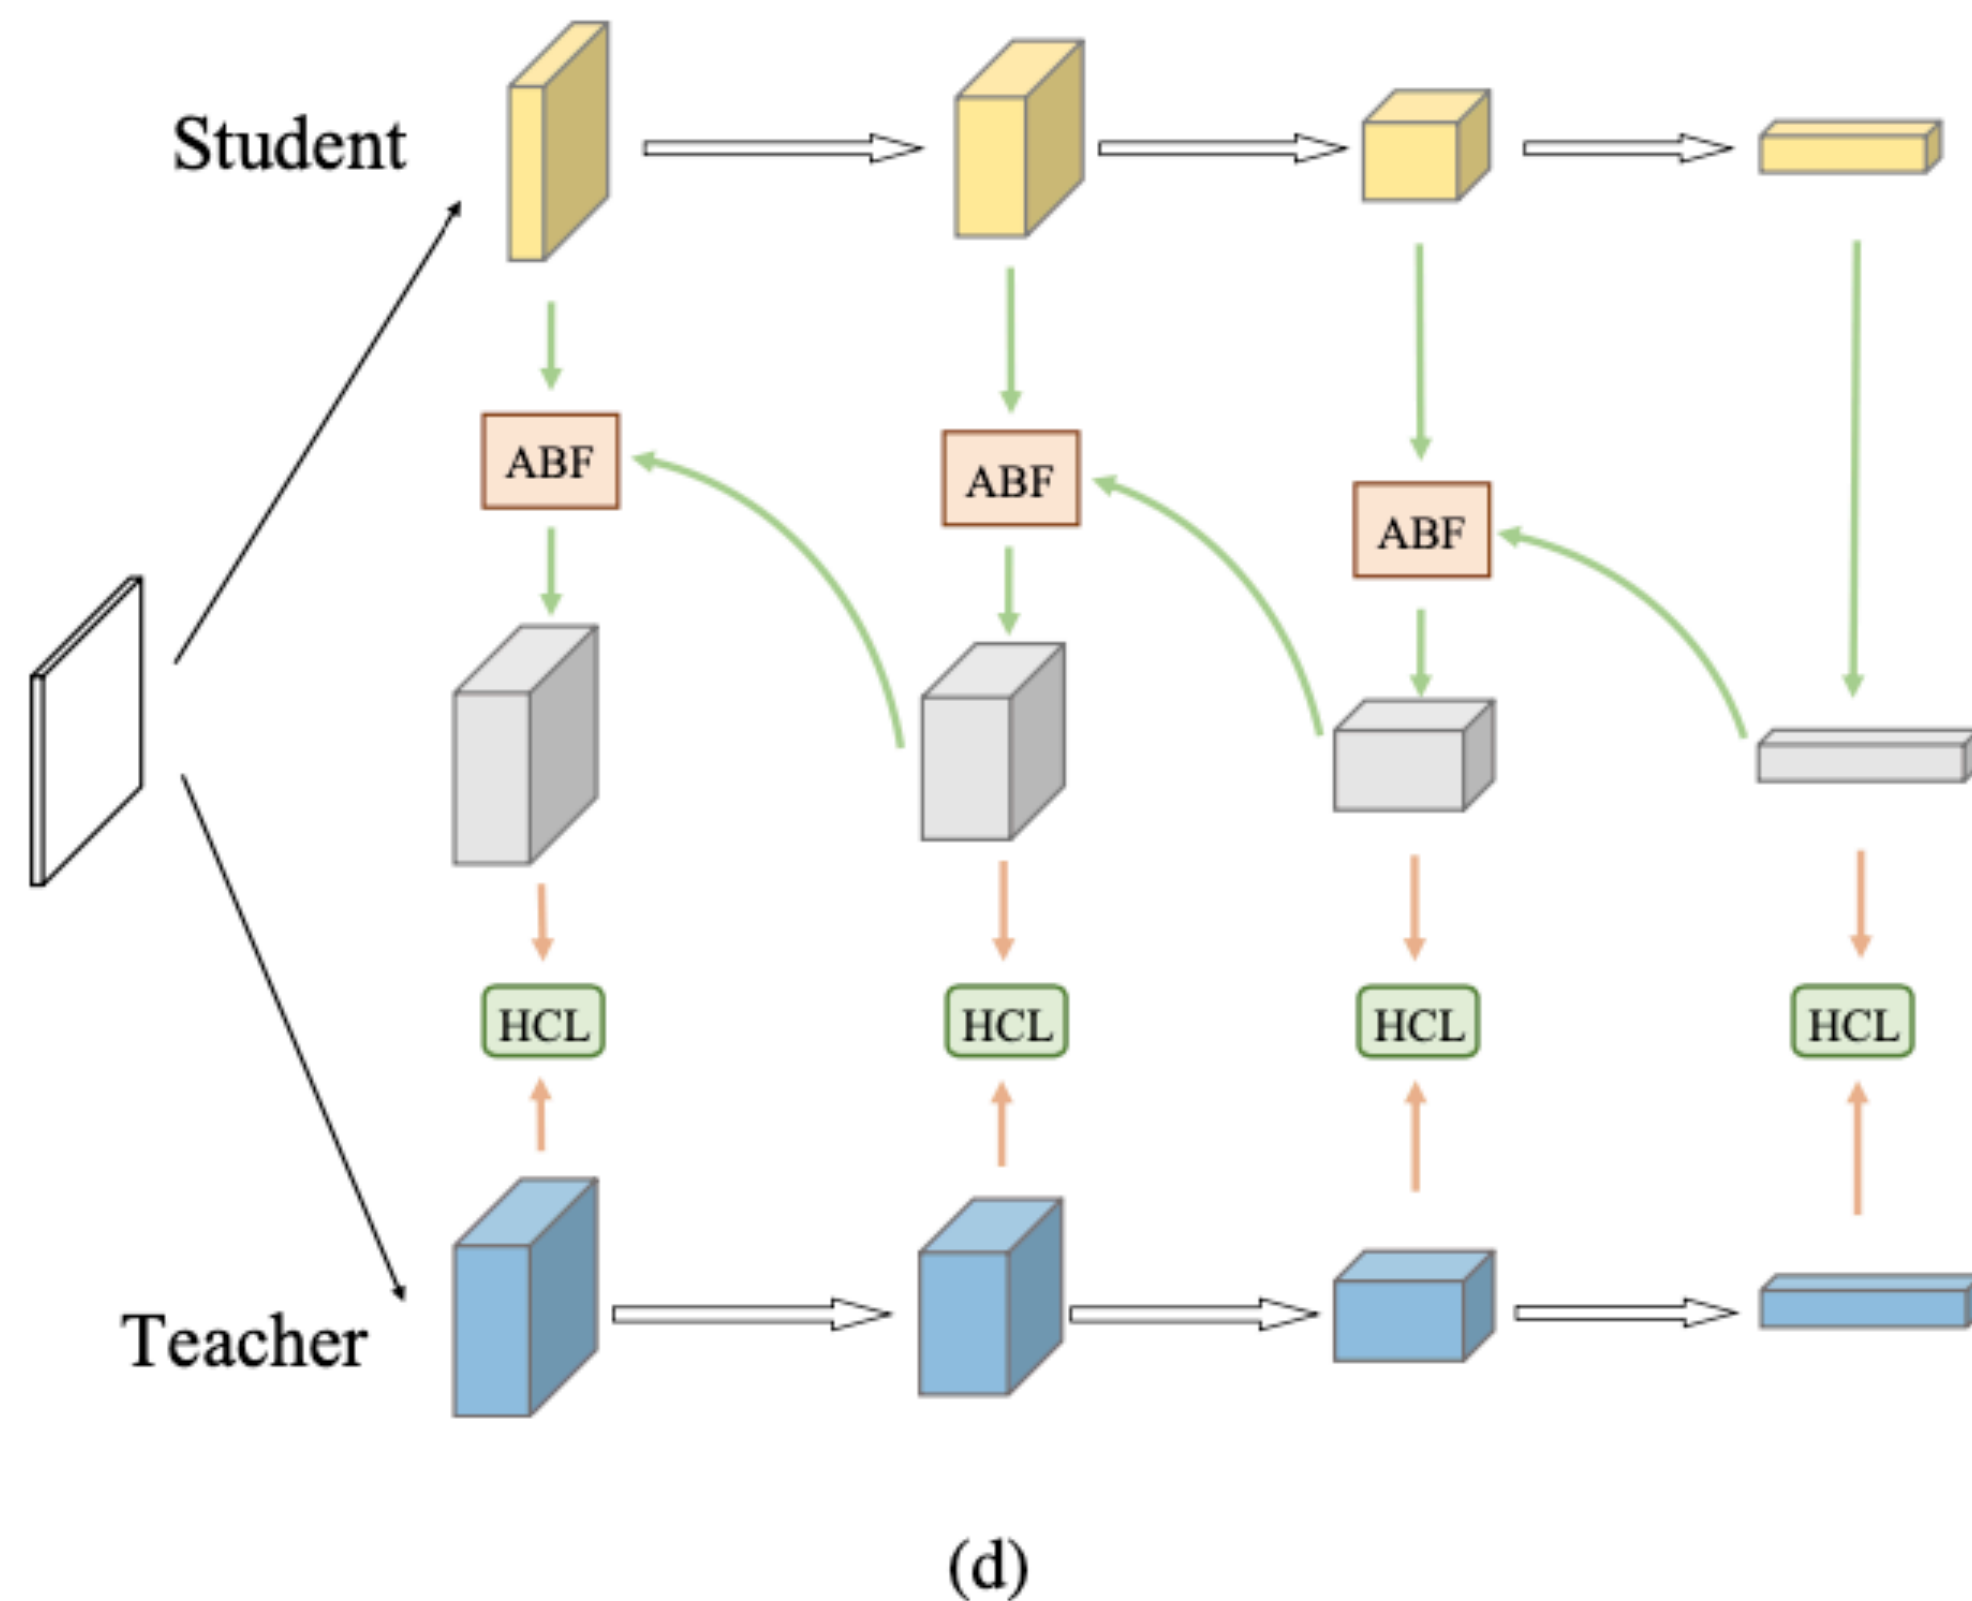 Student
ABF
ABF
ABF
HCL
HCL
HCL
HCL
Teacher
(d)